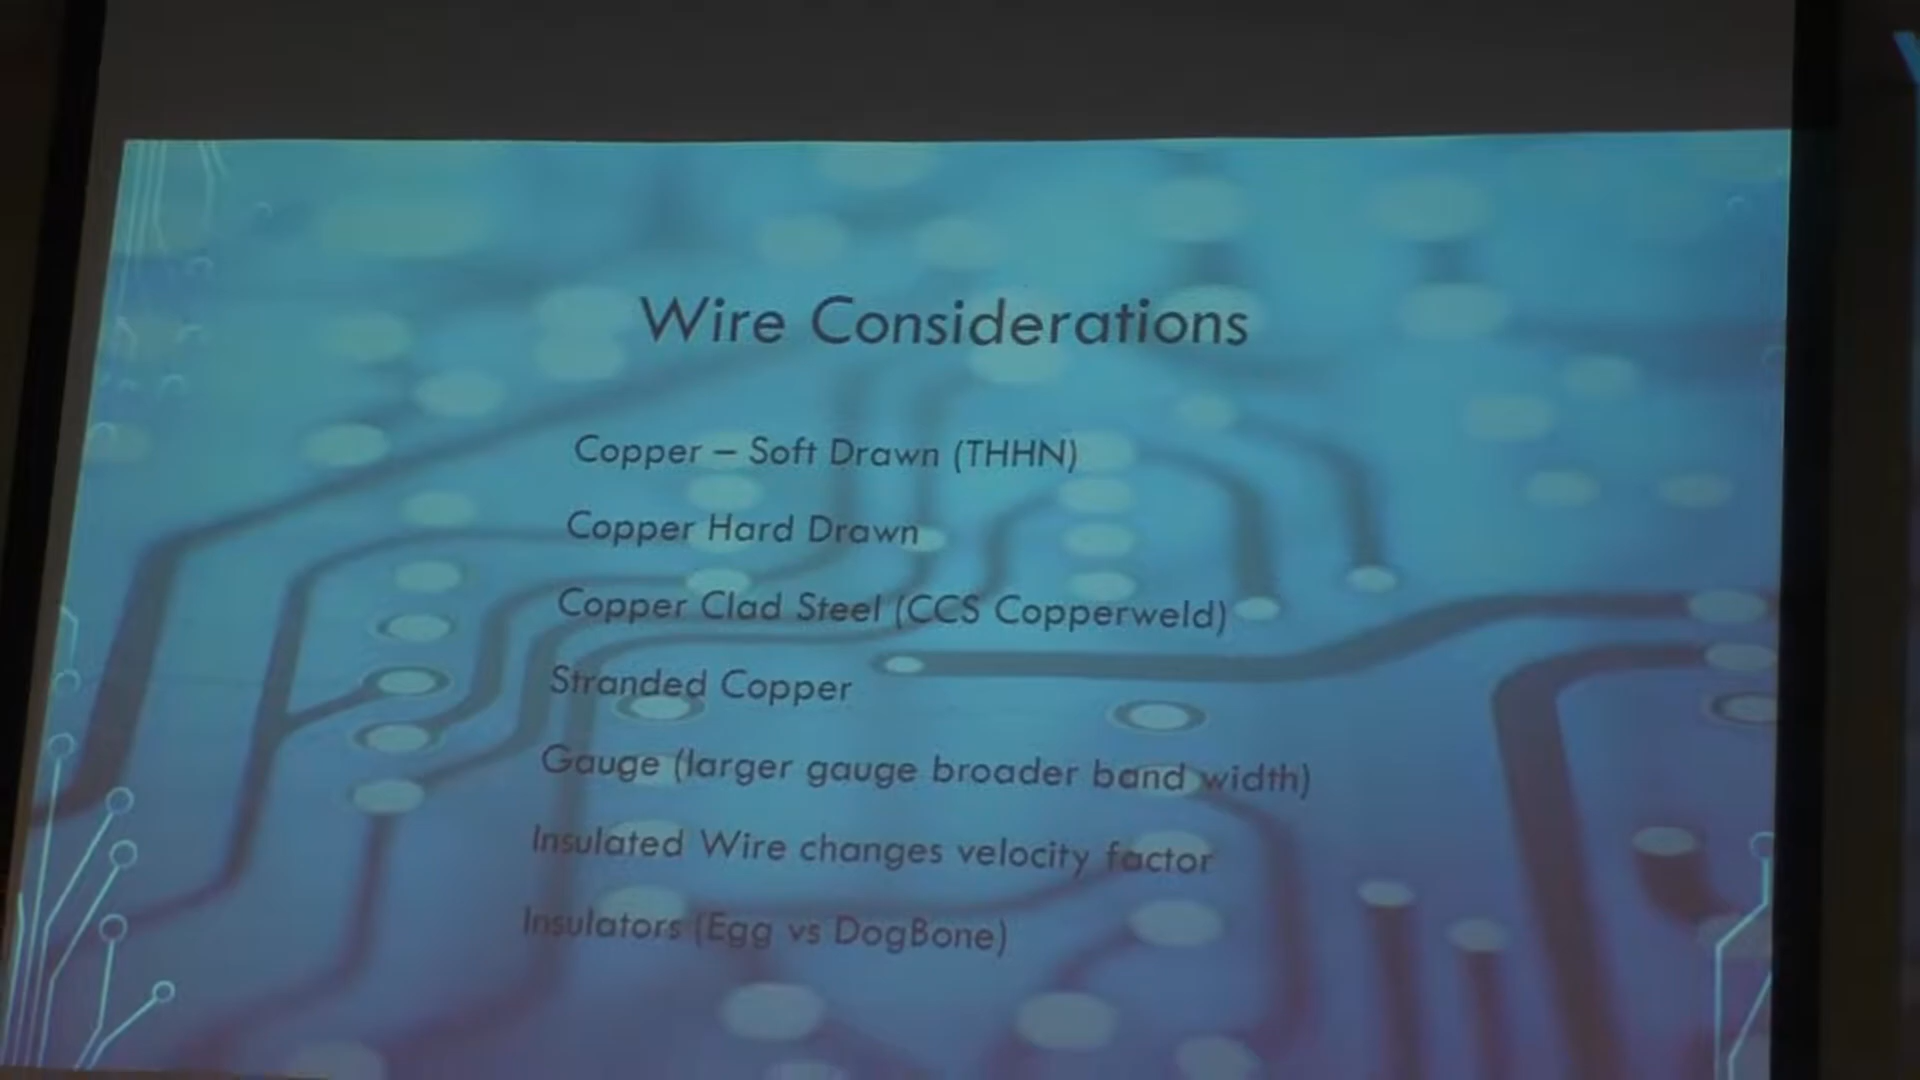 Wire Considerations
Copper – Soft Drawn (THHN)
Copper Hard Drawn
Copper Clad Steel (CCS Copperweld)
Stranded Copper
Gauge (larger gauge broader band width)
Insulated Wire changes velocity factor
Insulators (Egg vs DogBone)